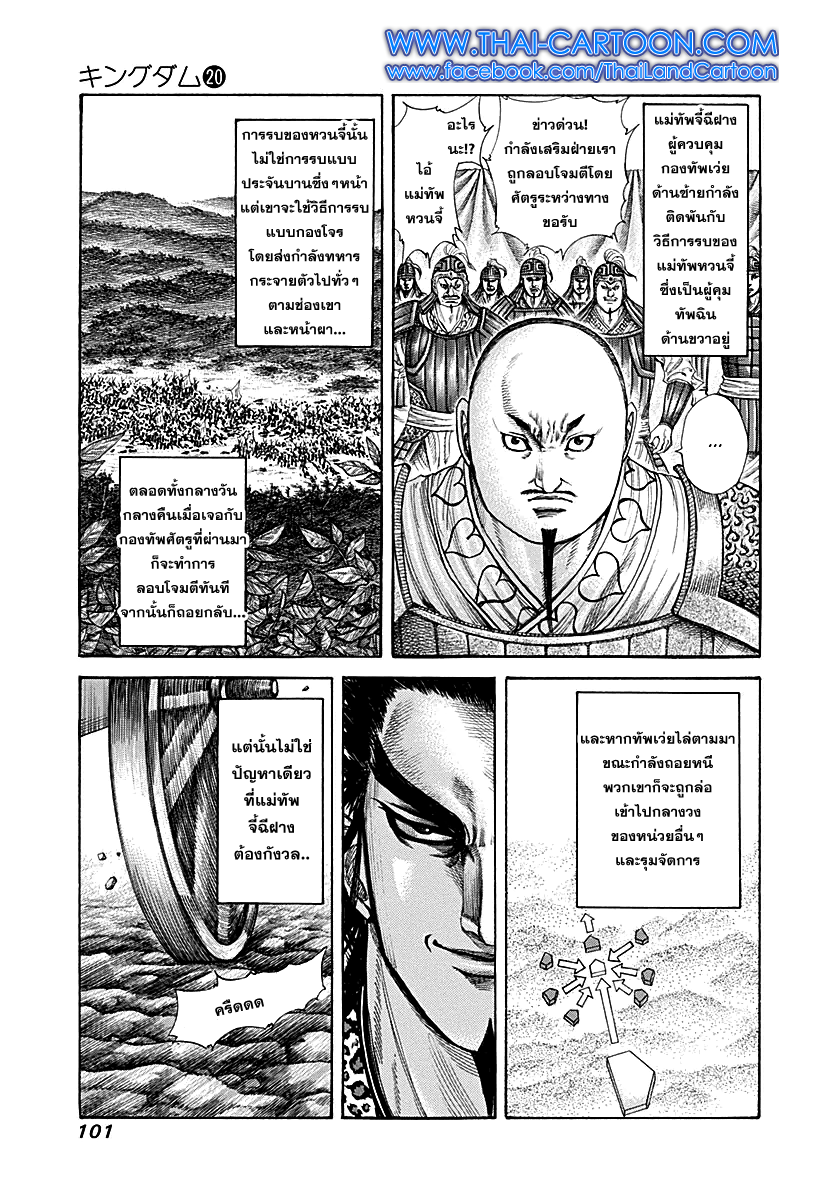 WWW.THAI-CARTOON.COM
www.facebook.com/ThaiLandCartoon
キングダム⑳
แม่ทัพจี้ฉีฝาง
ผู้ควบคุม
กองทัพเว่ย
ด้านซ้ายกำลัง
ติดพันกับ
วิธีการรบของ
แม่ทัพหวนจี้
ซึ่งเป็นผู้คุม
ทัพฉิน
ด้านขวาอยู่
ข่าวด่วน!
กำลังเสริมฝ่ายเรา
ถูกลอบโจมตีโดย
ศัตรูระหว่างทาง
ขอรับ
อะไร
นะ!?
ไอ้
แม่ทัพ
หวนจี้
...
การรบของหวนจี้นั้น
ไม่ใช่การรบแบบ
ประจันบานซึ่งๆหน้า
แต่เขาจะใช้วิธีการรบ
แบบกองโจร
โดยส่งกำลังทหาร
กระจายตัวไปทั่วๆ
ตามช่องเขา
และหน้าผา...
ตลอดทั้งกลางวัน
กลางคืนเมื่อเจอกับ
กองทัพศัตรูที่ผ่านมา
ก็จะทำการ
ลอบโจมตีทันที
จากนั้นก็ถอยกลับ...
และหากทัพเว่ยไล่ตามมา
ขณะกำลังถอยหนี
พวกเขาก็จะถูกล่อ
เข้าไปกลางวง
ของหน่วยอื่นๆ
และรุมจัดการ
แต่นั้นไม่ใช่
ปัญหาเดียว
ที่แม่ทัพ
จี้ฉีฝาง
ต้องกังวล..
ครืดดด
101